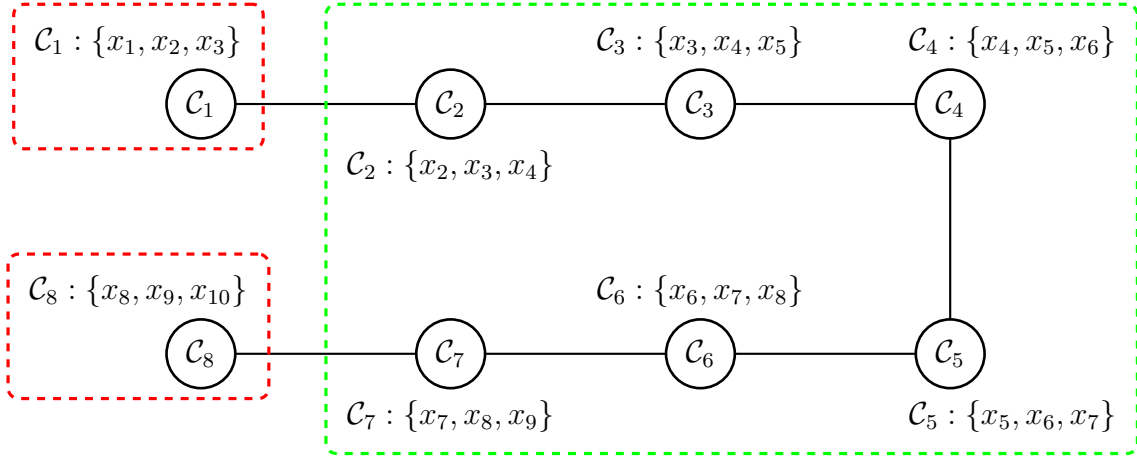 𝒞₁ : {x₁, x₂, x₃}
𝒞₃ : {x₃, x₄, x₅}
𝒞₄ : {x₄, x₅, x₆}
𝒞₁
𝒞₂
𝒞₃
𝒞₄
𝒞₂ : {x₂, x₃, x₄}
𝒞₈ : {x₈, x₉, x₁₀}
𝒞₆ : {x₆, x₇, x₈}
𝒞₈
𝒞₇
𝒞₆
𝒞₅
𝒞₇ : {x₇, x₈, x₉}
𝒞₅ : {x₅, x₆, x₇}